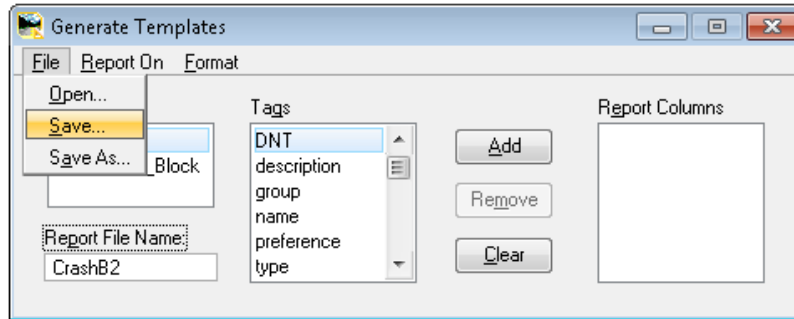 Generate Templates
File Report On Format
Open...
Save...
Save As...
_Block
Tags
DNT
description
group
name
preference
type
Add
Remove
Clear
Report Columns
Report File Name:
CrashB2